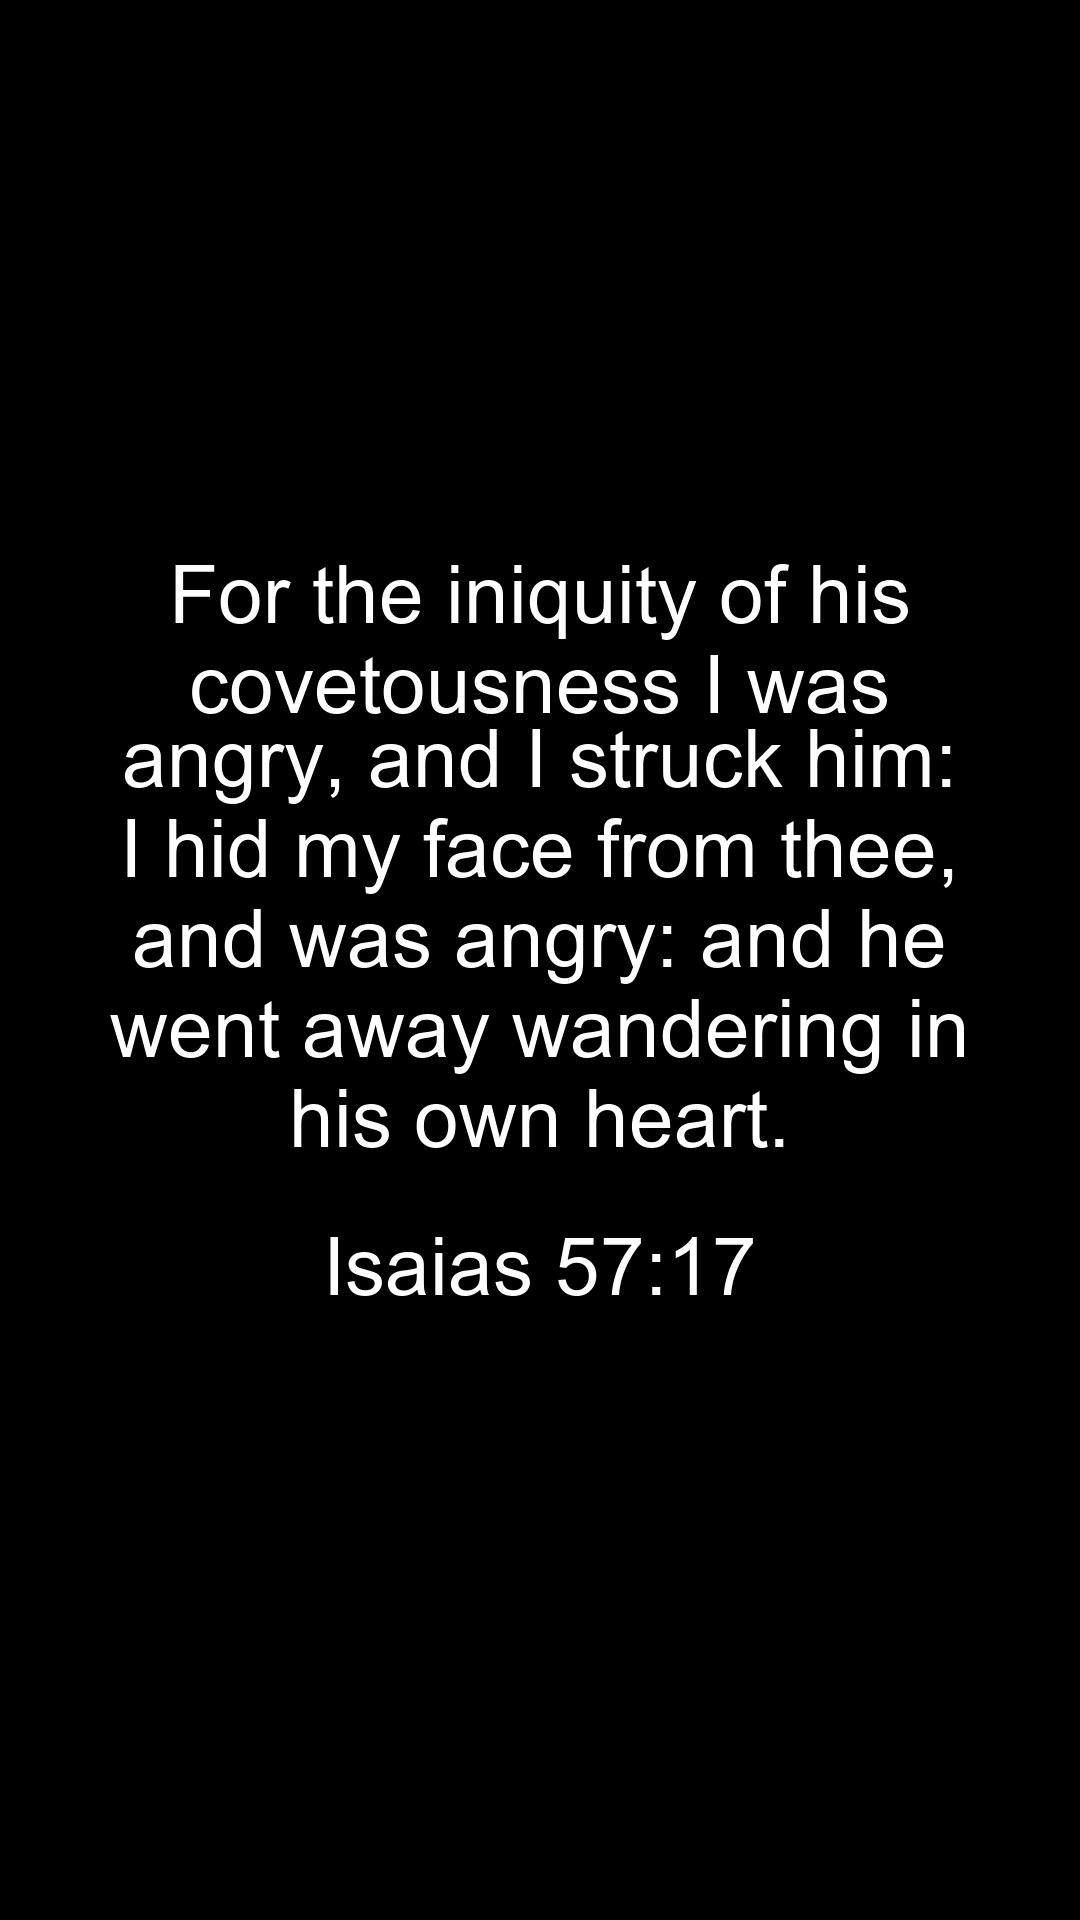 For the iniquity of his
covetousness I was
angry, and I struck him:
I hid my face from thee,
and was angry: and he
went away wandering in
his own heart.
Isaias 57:17